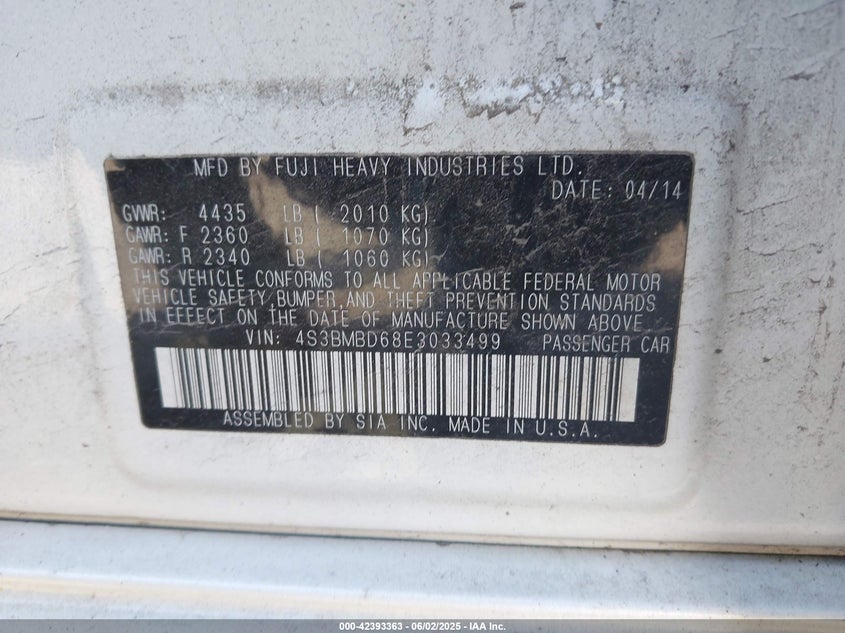 MFD BY FUJI HEAVY INDUSTRIES LTD.
DATE: 04/14
GVWR: 4435 LB ( 2010 KG)
GAWR: F 2360 LB ( 1070 KG)
GAWR: R 2340 LB ( 1060 KG)
THIS VEHICLE CONFORMS TO ALL APPLICABLE FEDERAL MOTOR
VEHICLE SAFETY,BUMPER,AND THEFT PREVENTION STANDARDS
IN EFFECT ON THE DATE OF MANUFACTURE SHOWN ABOVE.
VIN: 4S3BMBD68E3033499 PASSENGER CAR
ASSEMBLED BY SIA INC. MADE IN U.S.A.
000-42393363 - 06/02/2025 - IAA Inc.